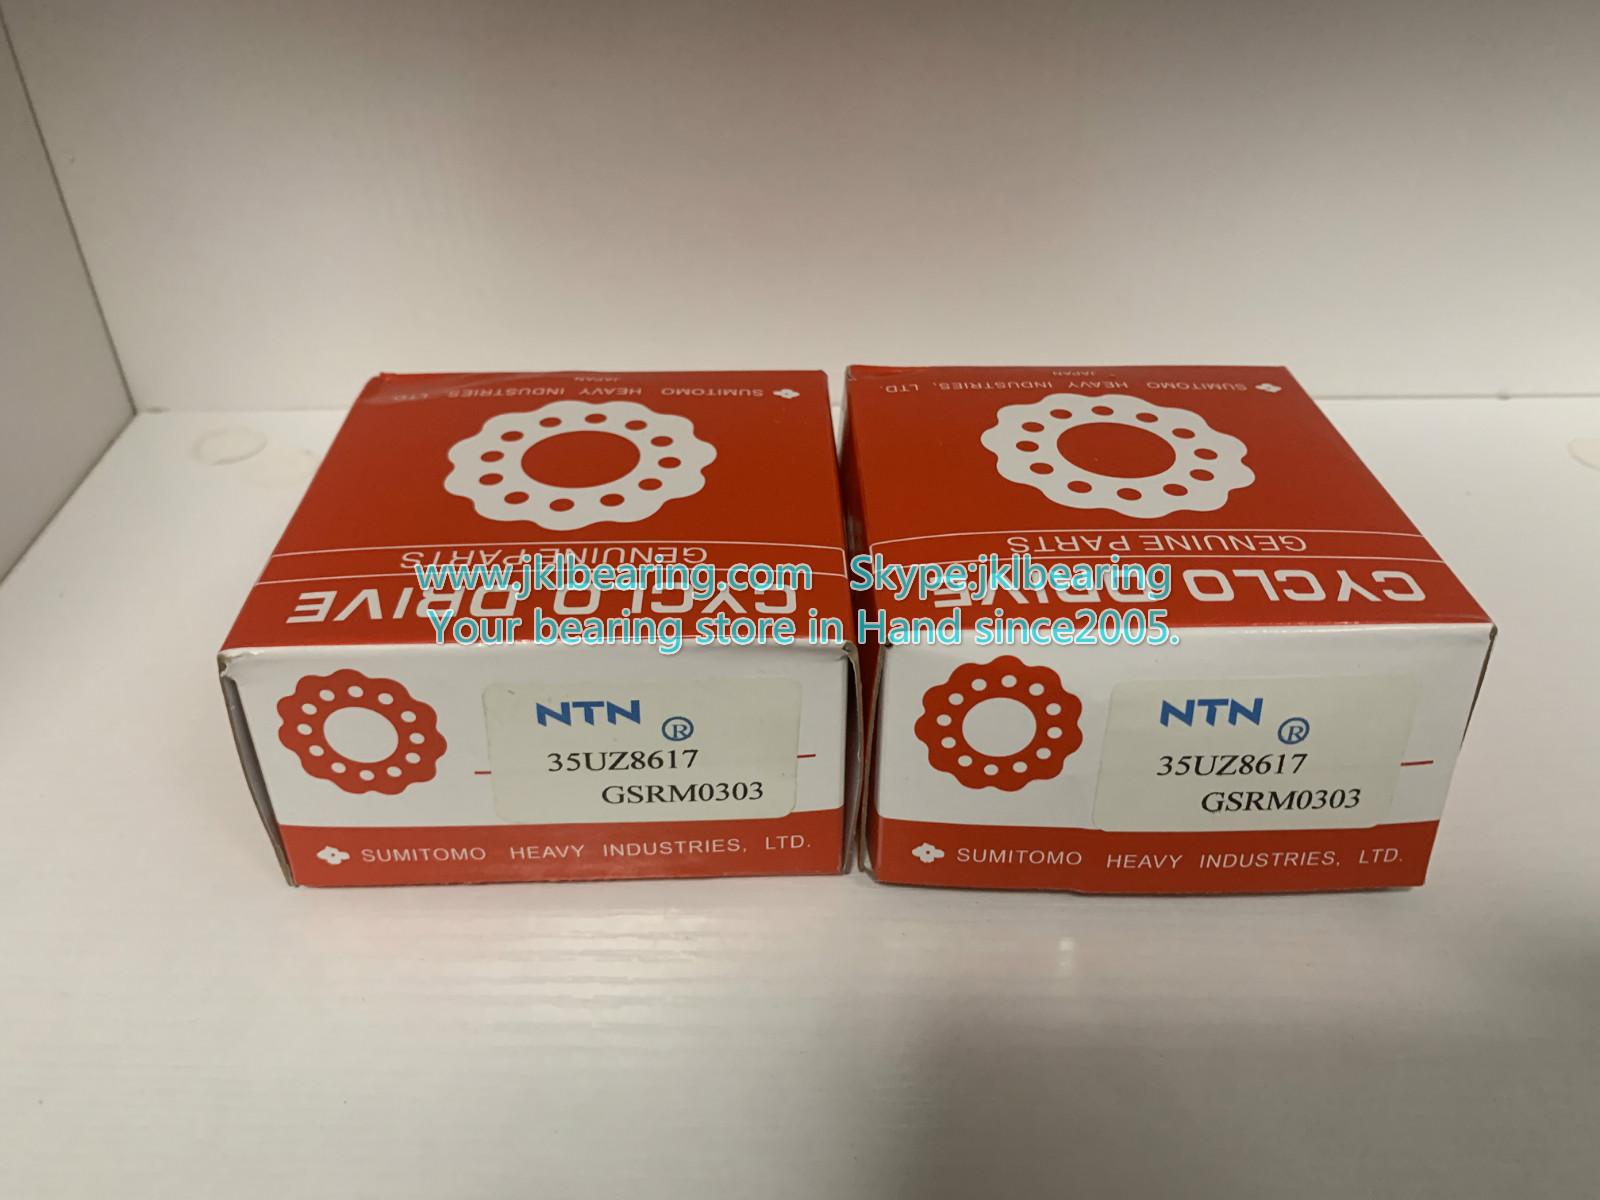 SUMITOMO HEAVY INDUSTRIES, LTD.
JAPAN
GENUINE PARTS
CYCLO DRIVE
SUMITOMO HEAVY INDUSTRIES, LTD.
JAPAN
GENUINE PARTS
CYCLO DRIVE
www.jklbearing.com Skype:jklbearing
Your bearing store in Hand since2005.
NTN ®
35UZ8617
GSRM0303
SUMITOMO HEAVY INDUSTRIES, LTD.
NTN ®
35UZ8617
GSRM0303
SUMITOMO HEAVY INDUSTRIES, LTD.